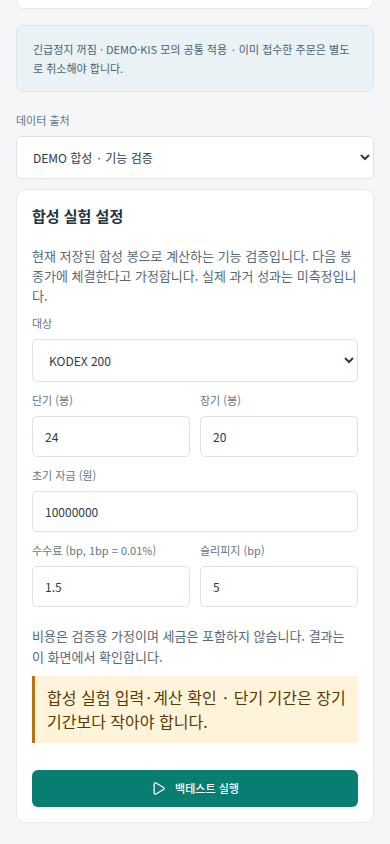 긴급정지 꺼짐 · DEMO·KIS 모의 공통 적용 · 이미 접수한 주문은 별도
로 취소해야 합니다.
데이터 출처
DEMO 합성 · 기능 검증
합성 실험 설정
현재 저장된 합성 봉으로 계산하는 기능 검증입니다. 다음 봉
종가에 체결한다고 가정합니다. 실제 과거 성과는 미측정입니
다.
대상
KODEX 200
단기 (봉) 장기 (봉)
24 20
초기 자금 (원)
10000000
수수료 (bp, 1bp = 0.01%) 슬리피지 (bp)
1.5 5
비용은 검증용 가정이며 세금은 포함하지 않습니다. 결과는
이 화면에서 확인합니다.
합성 실험 입력·계산 확인 · 단기 기간은 장기
기간보다 작아야 합니다.
백테스트 실행